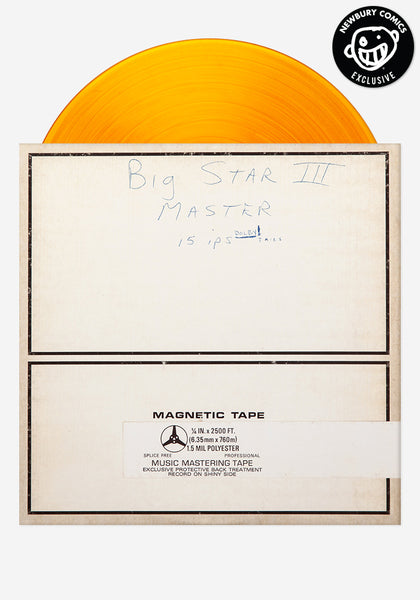 NEWBURY COMICS
EXCLUSIVE
Big STAR III
MASTER
15 ips DOLBY! TAILS
MAGNETIC TAPE
¼ IN. x 2500 FT.
(6.35mm x 760m)
1.5 MIL POLYESTER
SPLICE FREE PROFESSIONAL
MUSIC MASTERING TAPE
EXCLUSIVE PROTECTIVE BACK TREATMENT
RECORD ON SHINY SIDE